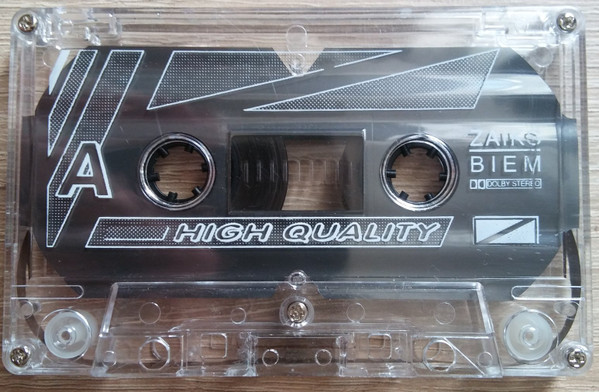 A
ZAIKS
BIEM
DOLBY STEREO
HIGH QUALITY